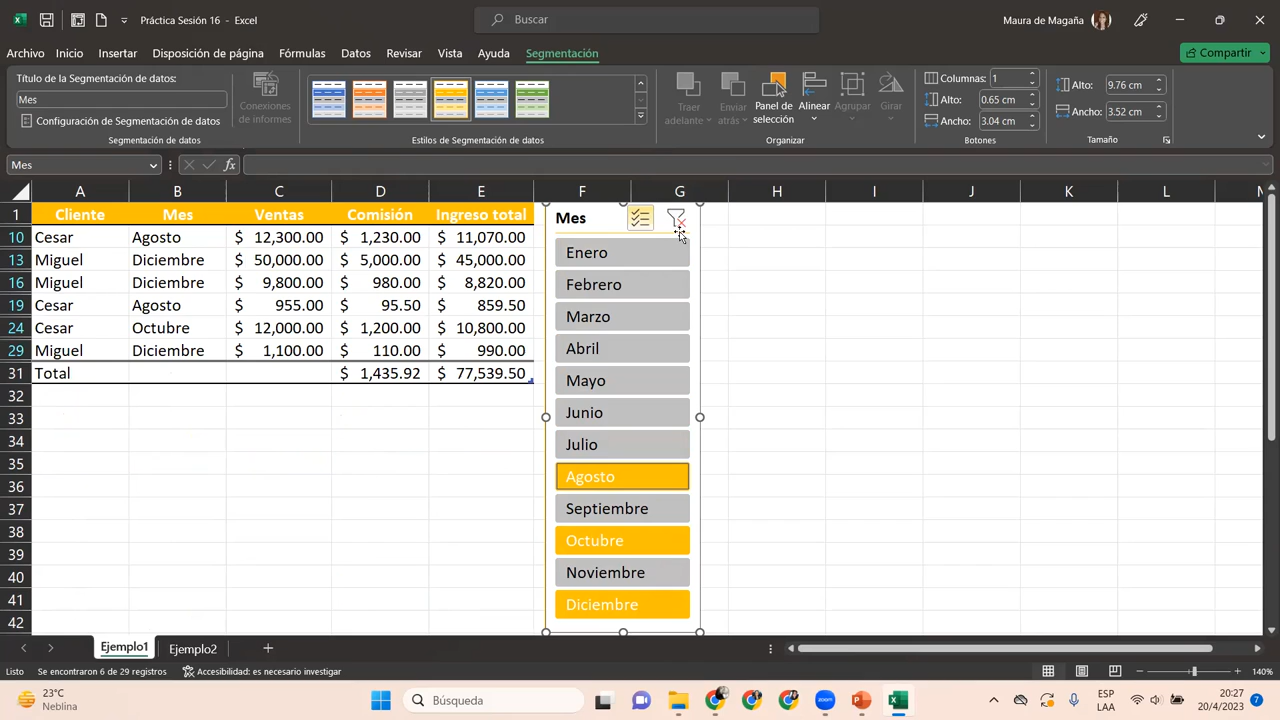 Práctica Sesión 16 - Excel
Buscar
Maura de Magaña
Archivo Inicio Insertar Disposición de página Fórmulas Datos Revisar Vista Ayuda Segmentación
Compartir
Título de la Segmentación de datos:
Mes
Configuración de Segmentación de datos
Segmentación de datos
Conexiones
de informes
Estilos de Segmentación de datos
Traer
adelante
Enviar
atrás
Panel de
selección
Alinear
Agrupar
Girar
Organizar
Columnas: 1
Alto: 0.65 cm
Ancho: 3.04 cm
Botones
Alto: 9.76 cm
Ancho: 3.52 cm
Tamaño
Mes
fx
A B C D E F G H I J K L M
1 Cliente Mes Ventas Comisión Ingreso total
10 Cesar Agosto $ 12,300.00 $ 1,230.00 $ 11,070.00
13 Miguel Diciembre $ 50,000.00 $ 5,000.00 $ 45,000.00
16 Miguel Diciembre $ 9,800.00 $ 980.00 $ 8,820.00
19 Cesar Agosto $ 955.00 $ 95.50 $ 859.50
24 Cesar Octubre $ 12,000.00 $ 1,200.00 $ 10,800.00
29 Miguel Diciembre $ 1,100.00 $ 110.00 $ 990.00
31 Total $ 1,435.92 $ 77,539.50
32
33
34
35
36
37
38
39
40
41
42
Mes
Enero
Febrero
Marzo
Abril
Mayo
Junio
Julio
Agosto
Septiembre
Octubre
Noviembre
Diciembre
Ejemplo1 Ejemplo2
Listo Se encontraron 6 de 29 registros Accesibilidad: es necesario investigar
140%
23°C
Neblina
Búsqueda
zoom
ESP
LAA
20:27
20/4/2023
7